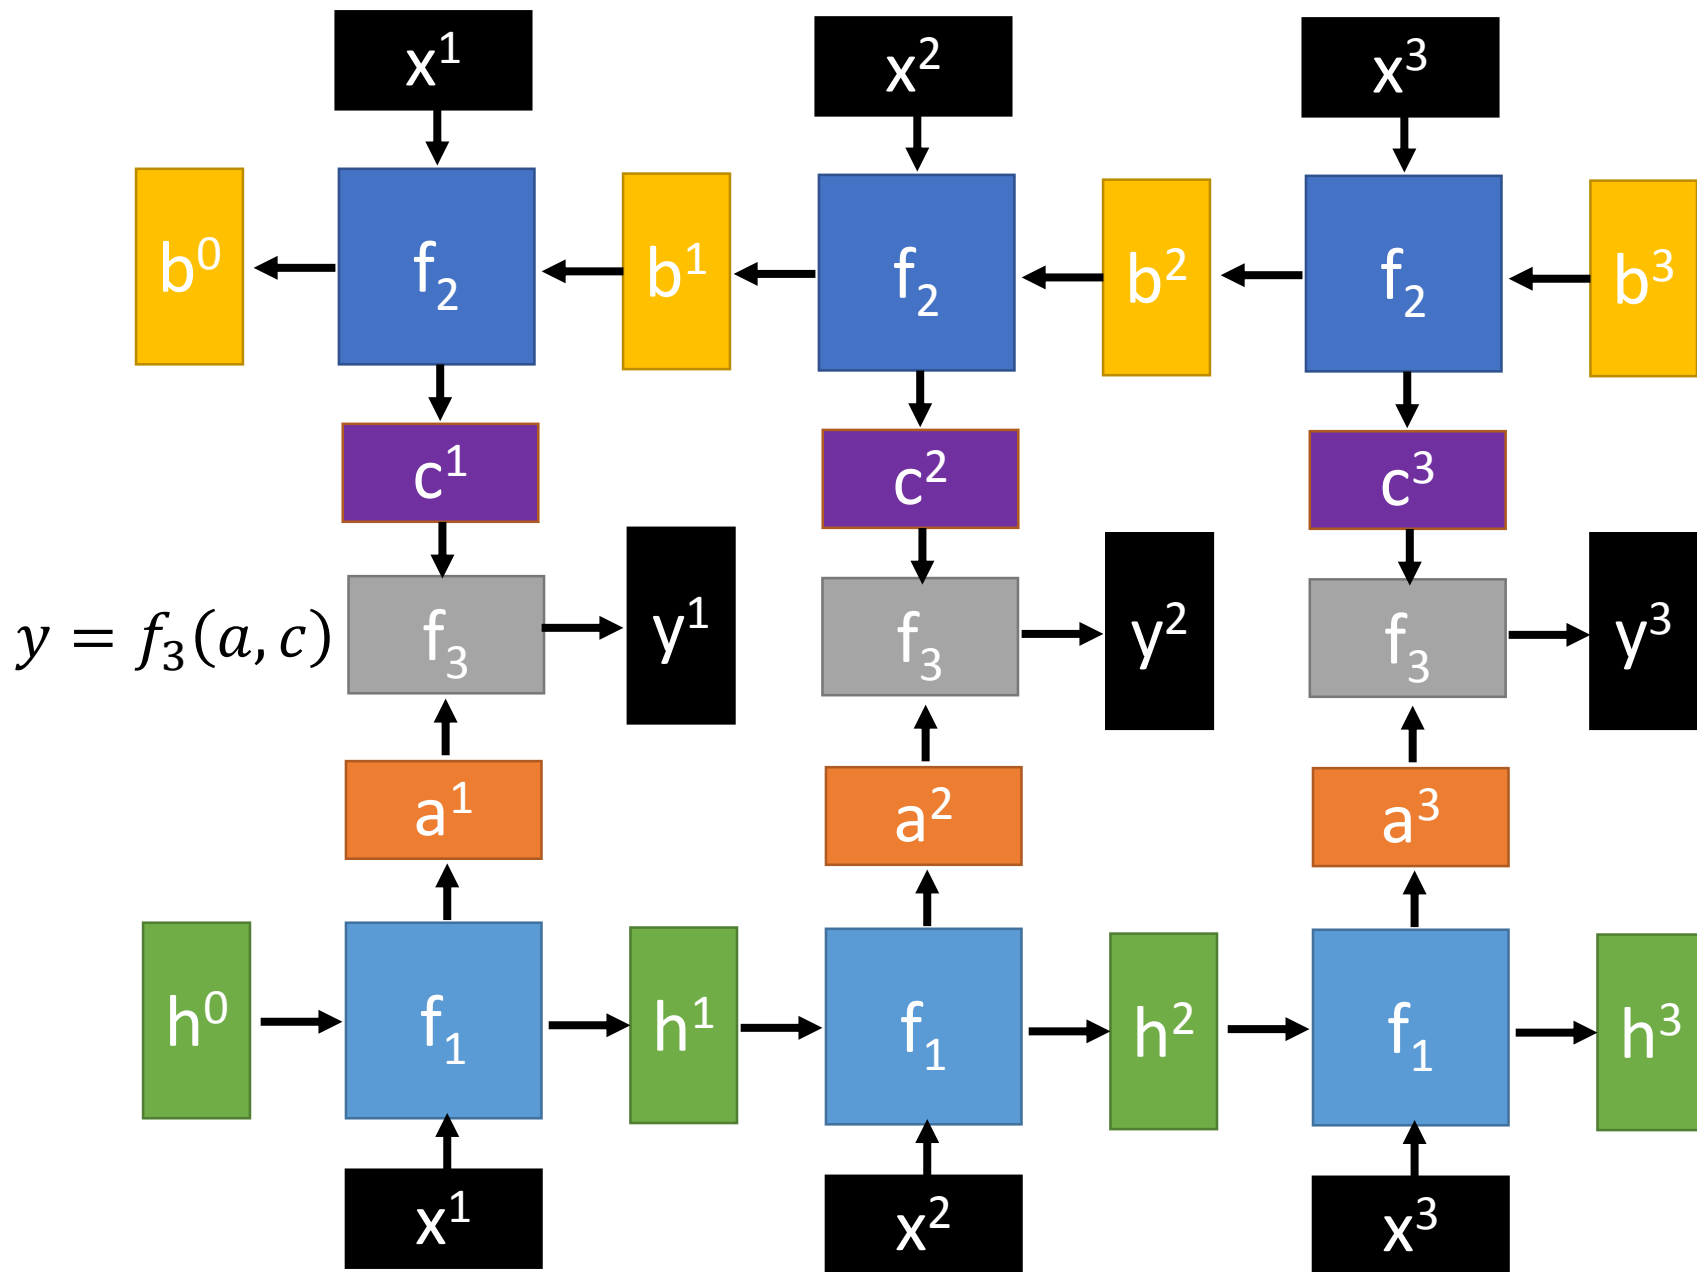 x¹ x² x³
b⁰ f₂ b¹ f₂ b² f₂ b³
c¹ c² c³
y = f₃(a, c) f₃ y¹ f₃ y² f₃ y³
a¹ a² a³
h⁰ f₁ h¹ f₁ h² f₁ h³
x¹ x² x³